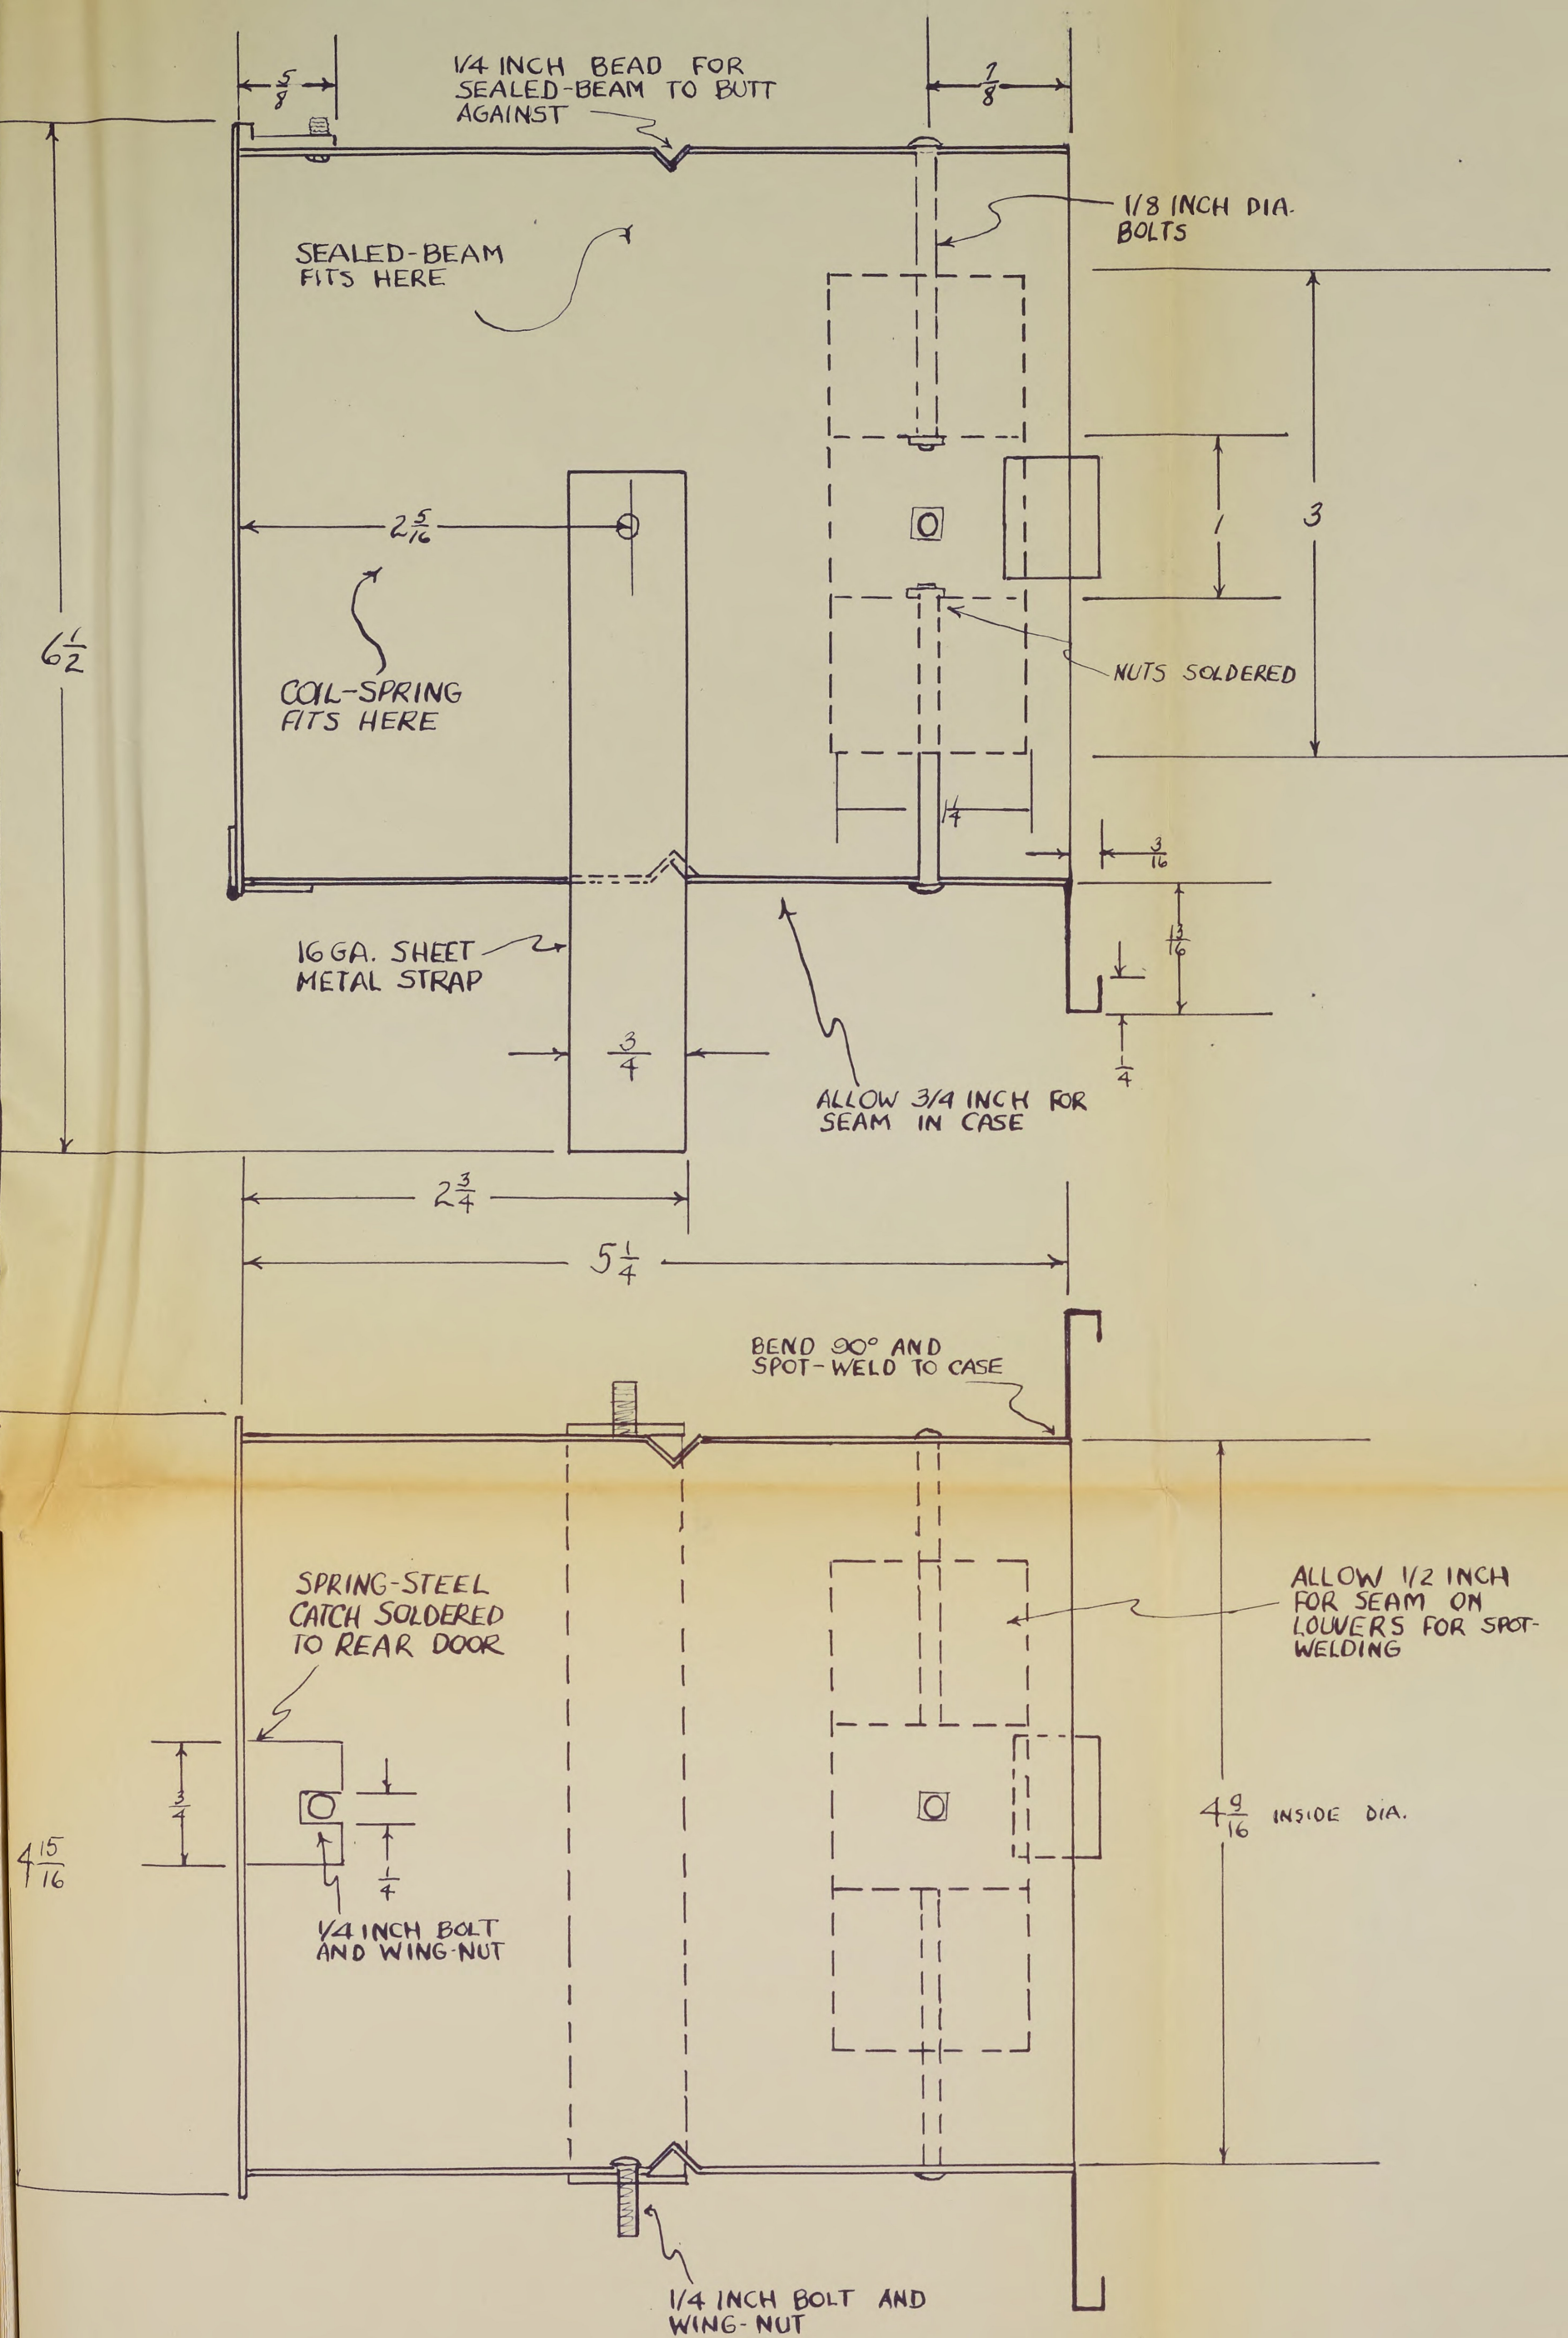 5/8
1/4 INCH BEAD FOR
SEALED-BEAM TO BUTT
AGAINST
7/8
1/8 INCH DIA.
BOLTS
SEALED-BEAM
FITS HERE
2 5/16
1
3
6 1/2
COIL-SPRING
FITS HERE
NUTS SOLDERED
1 1/4
3/16
16 GA. SHEET
METAL STRAP
13/16
3/4
1/4
ALLOW 3/4 INCH FOR
SEAM IN CASE
2 3/4
5 1/4
BEND 90° AND
SPOT-WELD TO CASE
SPRING-STEEL
CATCH SOLDERED
TO REAR DOOR
ALLOW 1/2 INCH
FOR SEAM ON
LOUVERS FOR SPOT-
WELDING
3/4
4 9/16 INSIDE DIA.
4 15/16
1/4
1/4 INCH BOLT
AND WING-NUT
1/4 INCH BOLT AND
WING-NUT